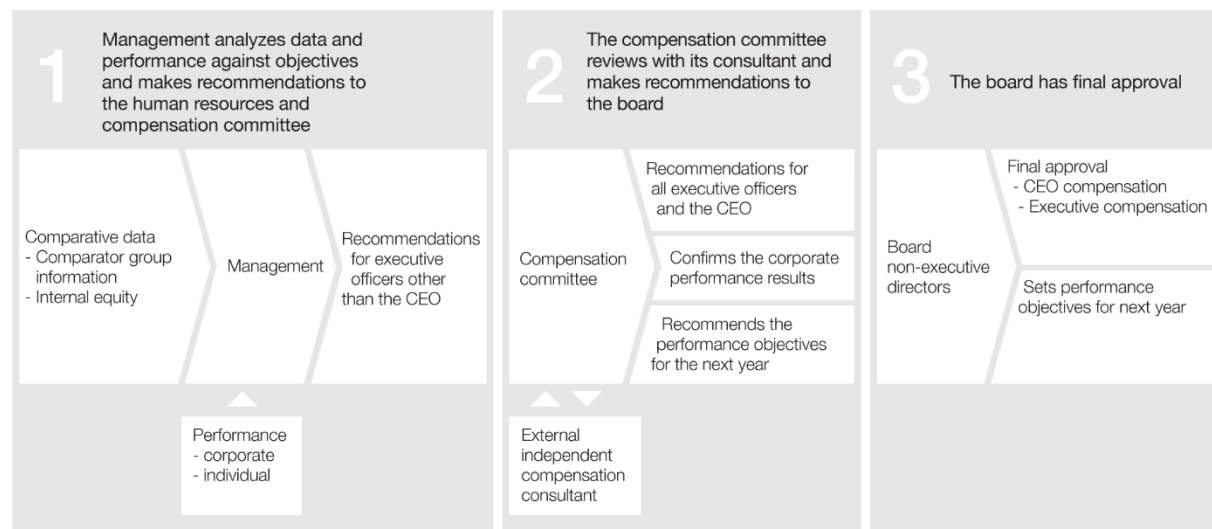 1
Management analyzes data and
performance against objectives
and makes recommendations to
the human resources and
compensation committee
Comparative data
- Comparator group
information
- Internal equity
Management
Recommendations
for executive
officers other
than the CEO
Performance
- corporate
- individual
2
The compensation committee
reviews with its consultant and
makes recommendations to
the board
Compensation
committee
Recommendations for
all executive officers
and the CEO
Confirms the corporate
performance results
Recommends the
performance objectives
for the next year
External
independent
compensation
consultant
3
The board has final approval
Board
non-executive
directors
Final approval
- CEO compensation
- Executive compensation
Sets performance
objectives for next year